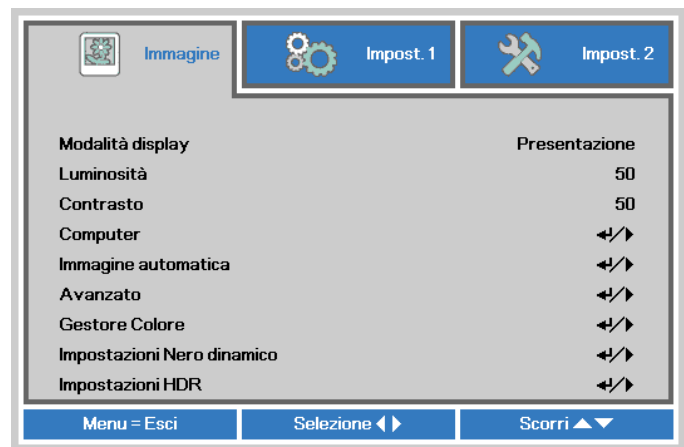 Immagine Impost. 1 Impost. 2
Modalità display Presentazione
Luminosità 50
Contrasto 50
Computer
Immagine automatica
Avanzato
Gestore Colore
Impostazioni Nero dinamico
Impostazioni HDR
Menu = Esci Selezione Scorri